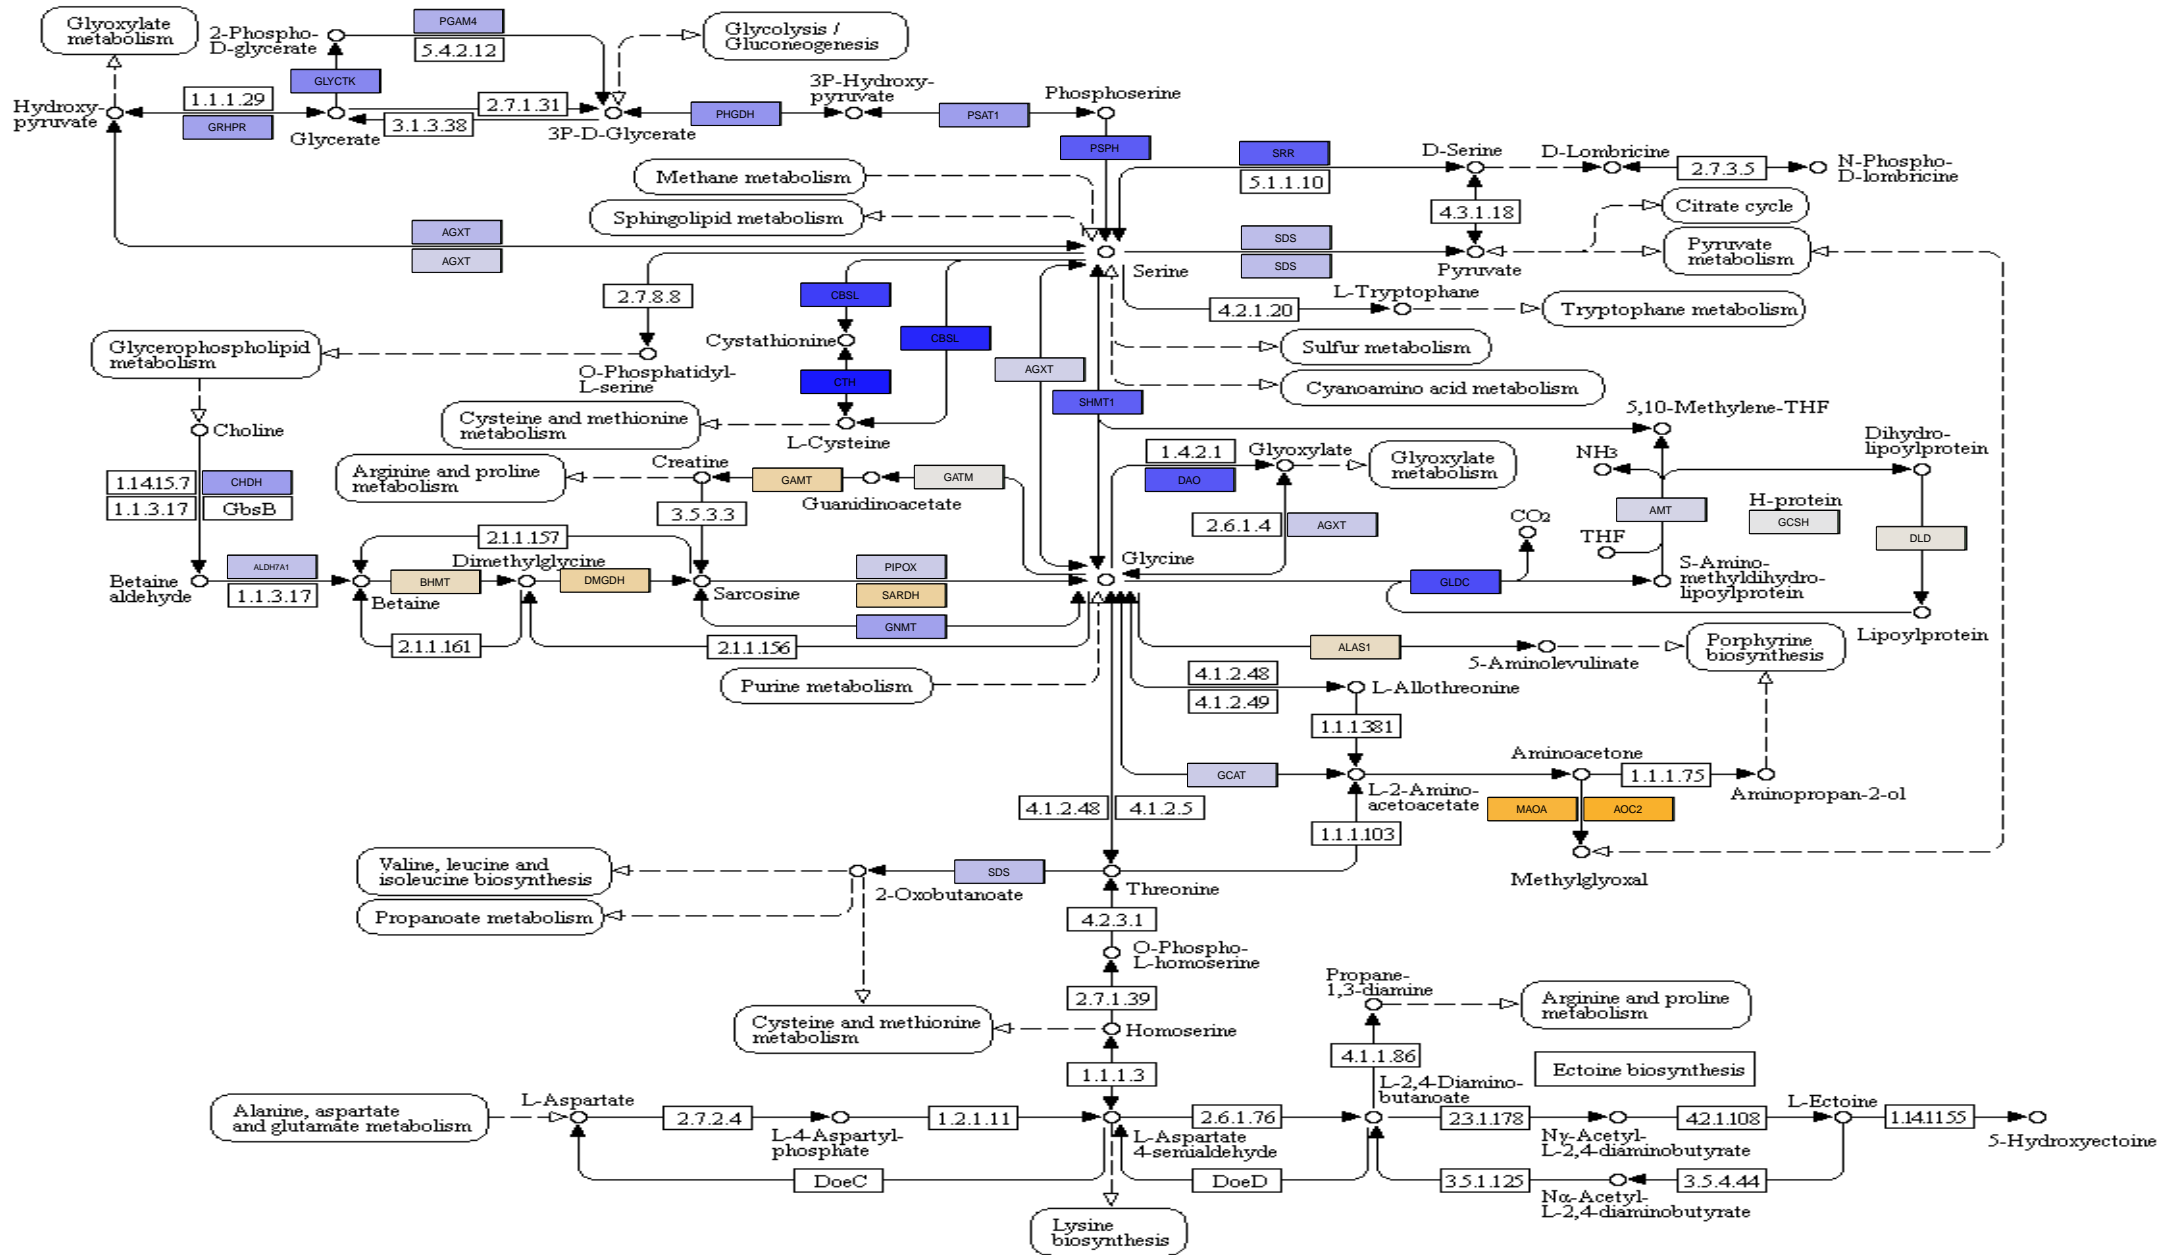 Glyoxylate
metabolism
2-Phospho-
D-glycerate
PGAM4
5.4.2.12
Glycolysis /
Gluconeogenesis
GLYCTK
Hydroxy-
pyruvate
1.1.1.29
GRHPR
Glycerate
2.7.1.31
3.1.3.38
3P-D-Glycerate
PHGDH
3P-Hydroxy-
pyruvate
PSAT1
Phosphoserine
PSPH
SRR
5.1.1.10
D-Serine
D-Lombricine
2.7.3.5
N-Phospho-
D-lombricine
Methane metabolism
Sphingolipid metabolism
4.3.1.18
Citrate cycle
AGXT
AGXT
SDS
SDS
Serine
Pyruvate
Pyruvate
metabolism
2.7.8.8
CBSL
CBSL
4.2.1.20
L-Tryptophane
Tryptophane metabolism
Glycerophospholipid
metabolism
Cystathionine
O-Phosphatidyl-
L-serine
CTH
AGXT
SHMT1
Sulfur metabolism
Cyanoamino acid metabolism
Choline
Cysteine and methionine
metabolism
L-Cysteine
5,10-Methylene-THF
1.14.15.7
CHDH
1.1.3.17
GbsB
Arginine and proline
metabolism
Creatine
GAMT
GATM
Guanidinoacetate
3.5.3.3
1.4.2.1
DAO
Glyoxylate
Glyoxylate
metabolism
NH3
Dihydro-
lipoylprotein
2.6.1.4
AGXT
CO2
AMT
H-protein
GCSH
DLD
THF
2.1.1.157
Dimethylglycine
Betaine
aldehyde
ALDH7A1
1.1.3.17
BHMT
Betaine
DMGDH
Sarcosine
PIPOX
SARDH
GNMT
Glycine
GLDC
S-Amino-
methyldihydro-
lipoylprotein
Lipoylprotein
2.1.1.161
2.1.1.156
ALAS1
5-Aminolevulinate
Porphyrine
biosynthesis
Purine metabolism
4.1.2.48
4.1.2.49
L-Allothreonine
1.1.1.381
GCAT
L-2-Amino-
acetoacetate
Aminoacetone
1.1.1.75
Aminopropan-2-ol
4.1.2.48
4.1.2.5
MAOA
AOC2
1.1.1.103
Methylglyoxal
Valine, leucine and
isoleucine biosynthesis
SDS
2-Oxobutanoate
Threonine
Propanoate metabolism
4.2.3.1
O-Phospho-
L-homoserine
2.7.1.39
Propane-
1,3-diamine
Arginine and proline
metabolism
Cysteine and methionine
metabolism
Homoserine
4.1.1.86
Ectoine biosynthesis
1.1.1.3
Alanine, aspartate
and glutamate metabolism
L-Aspartate
2.7.2.4
L-4-Aspartyl-
phosphate
1.2.1.11
L-Aspartate
4-semialdehyde
2.6.1.76
L-2,4-Diamino-
butanoate
2.3.1.178
Nγ-Acetyl-
L-2,4-diaminobutyrate
4.2.1.108
L-Ectoine
1.14.11.55
5-Hydroxyectoine
DoeC
DoeD
3.5.1.125
Nα-Acetyl-
L-2,4-diaminobutyrate
3.5.4.44
Lysine
biosynthesis